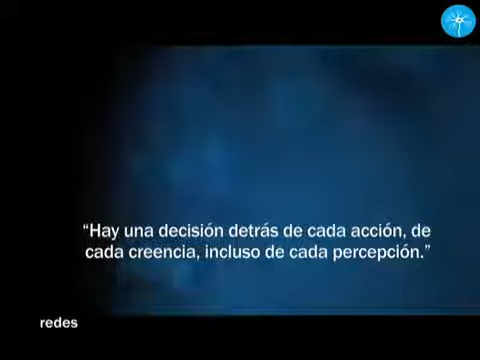 “Hay una decisión detrás de cada acción, de
cada creencia, incluso de cada percepción.”
redes